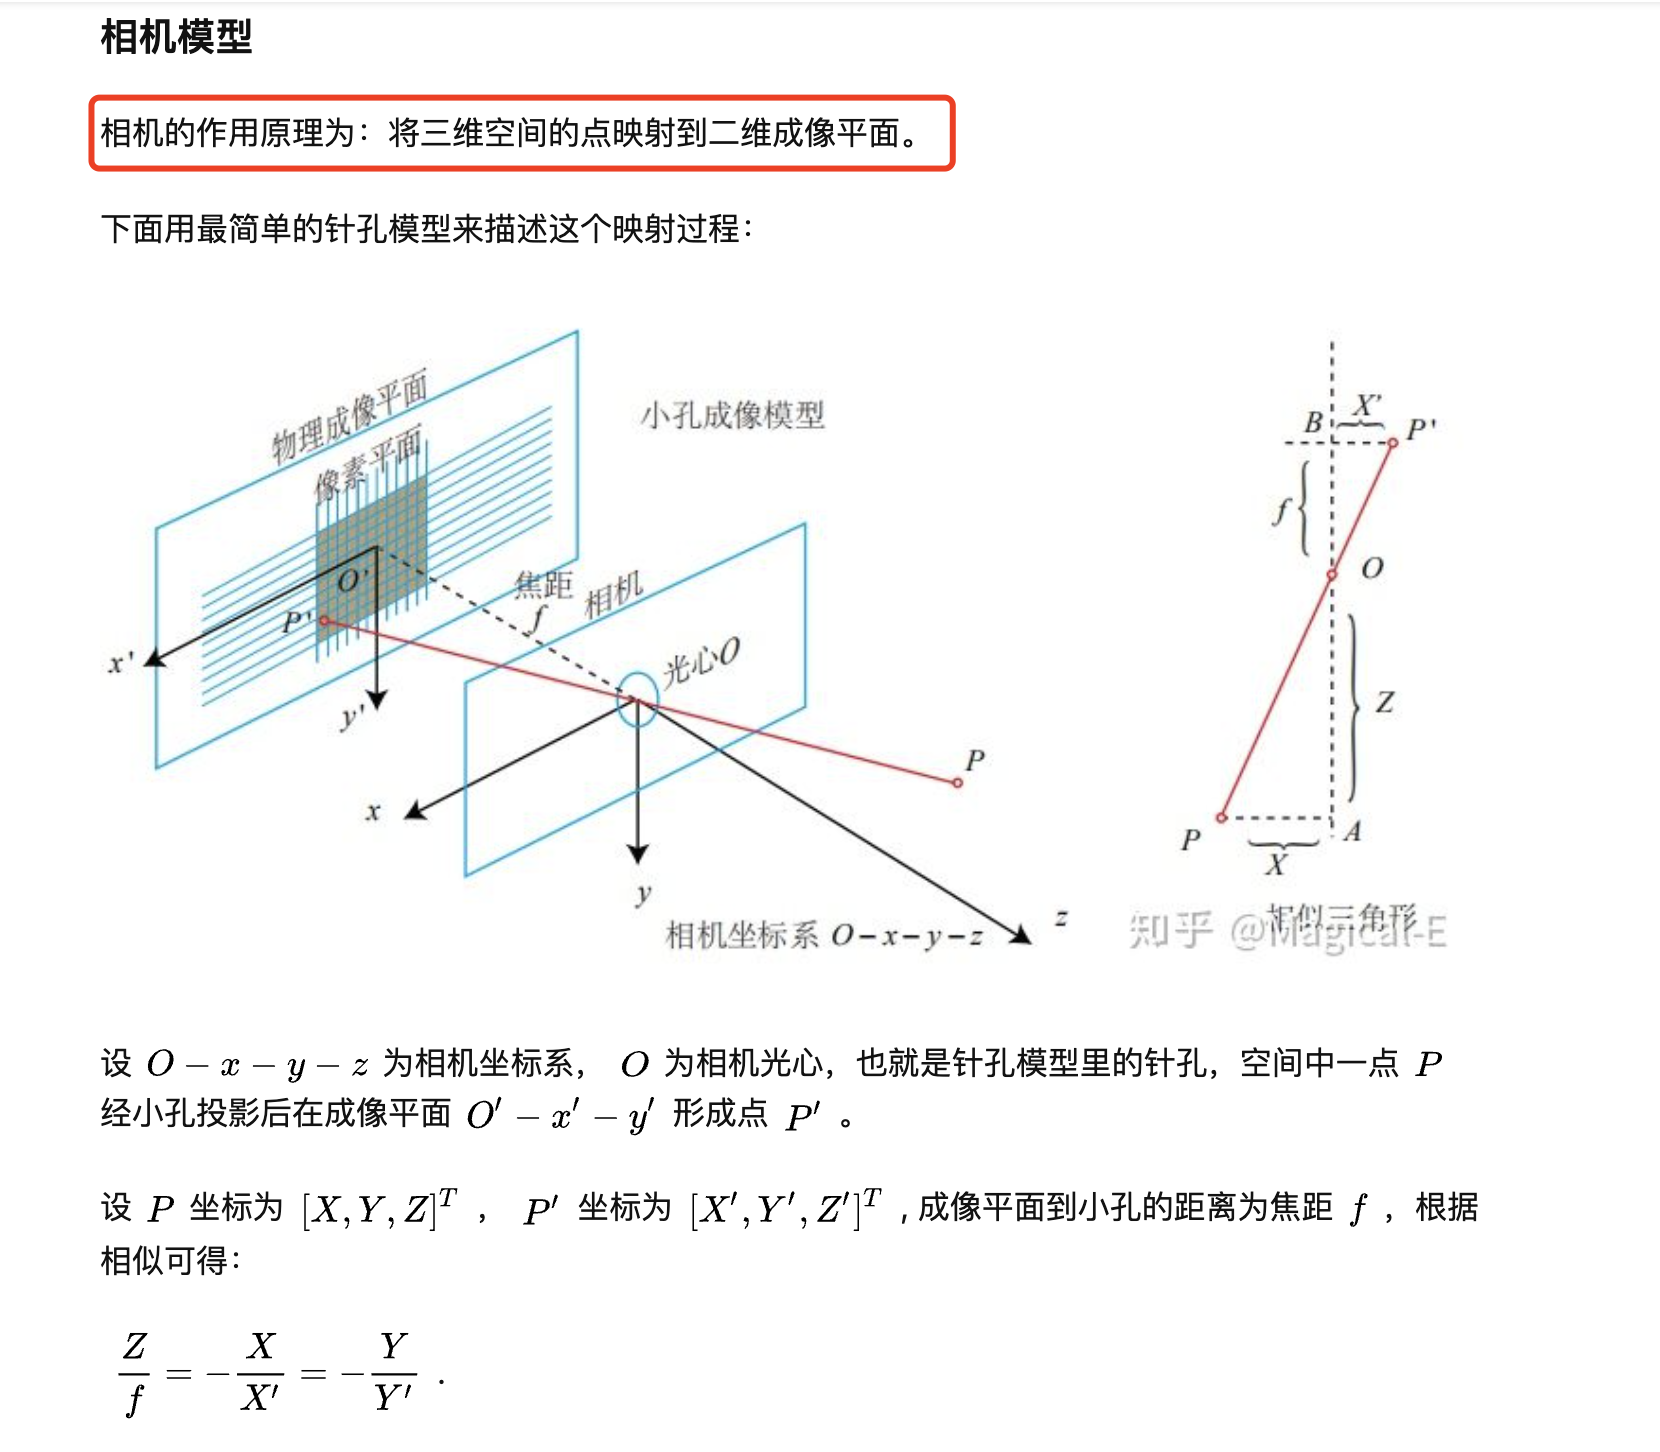 相机模型
相机的作用原理为：将三维空间的点映射到二维成像平面。
下面用最简单的针孔模型来描述这个映射过程：
物理成像平面
像素平面
小孔成像模型
O'
P'
x'
y'
焦距
f
相机
光心O
P
x
y
z
相机坐标系 O-x-y-z
B
X'
P'
f
O
Z
P
A
X
相似三角形
知乎 @Magical-E
设 O − x − y − z 为相机坐标系， O 为相机光心，也就是针孔模型里的针孔，空间中一点 P
经小孔投影后在成像平面 O′ − x′ − y′ 形成点 P′ 。
设 P 坐标为 [X, Y, Z]^T ， P′ 坐标为 [X′, Y′, Z′]^T ,成像平面到小孔的距离为焦距 f ，根据
相似可得：
Z/f = −X/X′ = −Y/Y′ .